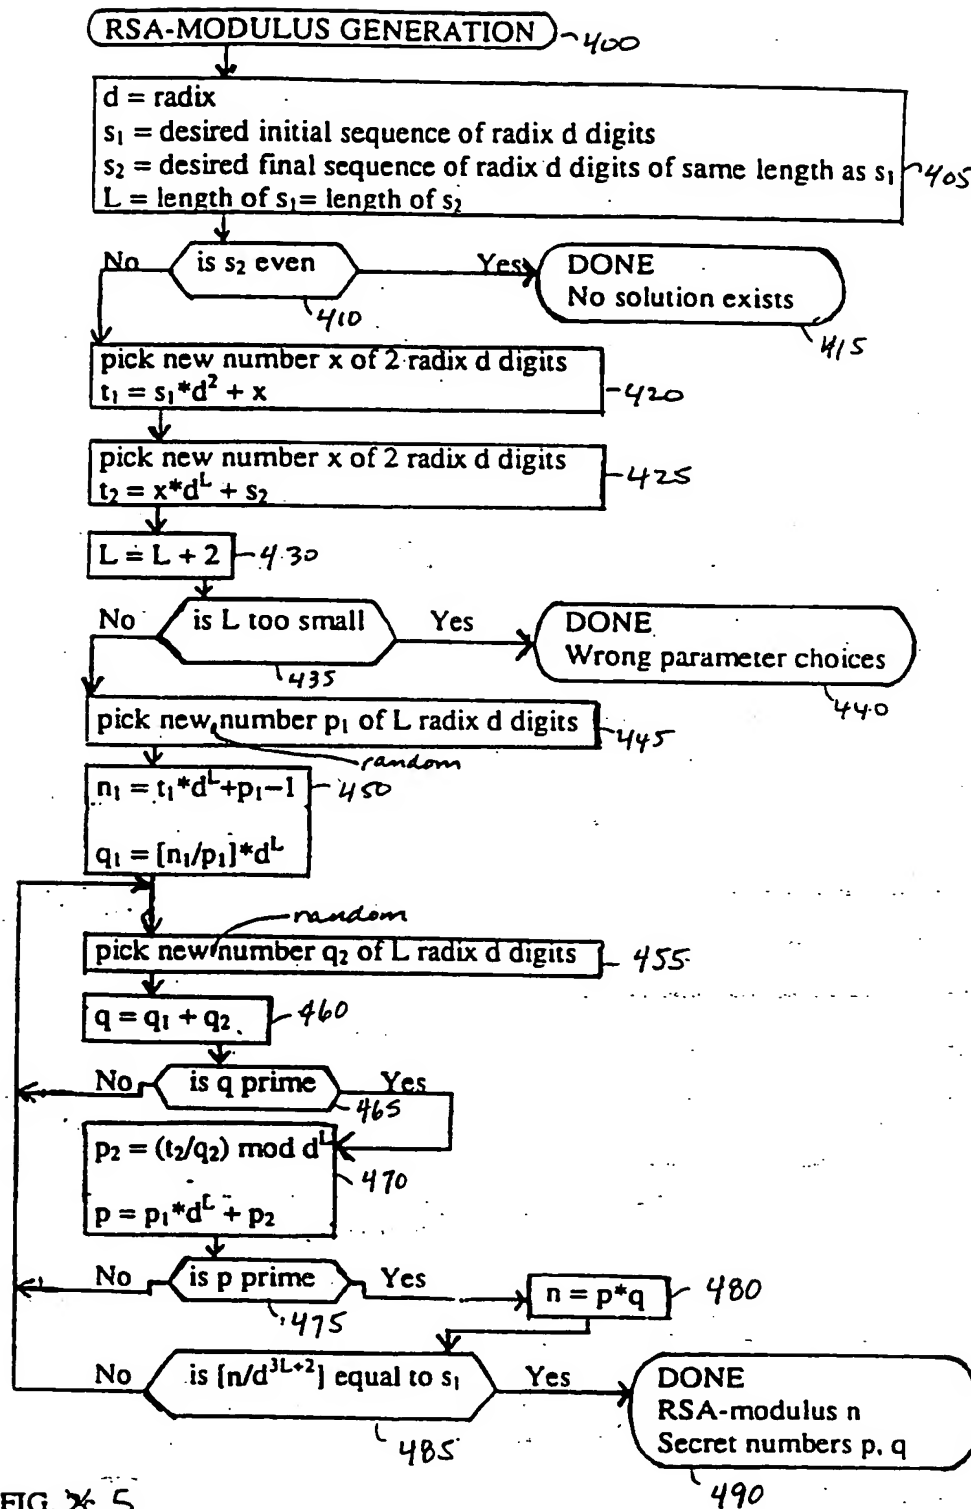 RSA-MODULUS GENERATION
400
d = radix
s₁ = desired initial sequence of radix d digits
s₂ = desired final sequence of radix d digits of same length as s₁
L = length of s₁= length of s₂
405
No
is s₂ even
Yes
410
DONE
No solution exists
415
pick new number x of 2 radix d digits
t₁ = s₁*d² + x
420
pick new number x of 2 radix d digits
t₂ = x*d^L + s₂
425
L = L + 2
430
No
is L too small
Yes
435
DONE
Wrong parameter choices
440
pick new number p₁ of L radix d digits
445
random
n₁ = t₁*d^L+p₁−1
450
q₁ = [n₁/p₁]*d^L
random
pick new number q₂ of L radix d digits
455
q = q₁ + q₂
460
No
is q prime
Yes
465
p₂ = (t₂/q₂) mod d^L
470
p = p₁*d^L + p₂
No
is p prime
Yes
475
n = p*q
480
No
is [n/d^3L+2] equal to s₁
Yes
485
DONE
RSA-modulus n
Secret numbers p, q
490
FIG. 5